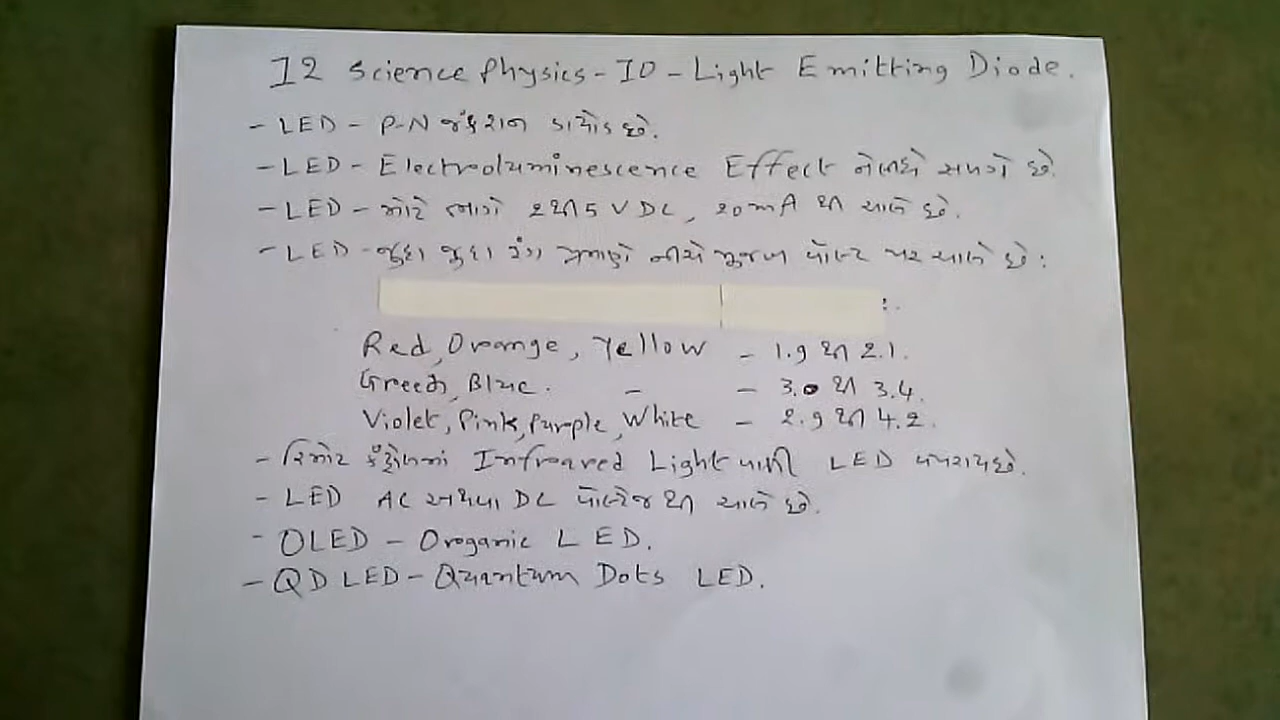 12 Science Physics - 10 - Light Emitting Diode.
- LED - P-N જંકશન ડાયોડ છે.
- LED - Electroluminescence Effect નેલીધે સળગે છે.
- LED - માટે ભાગે 2 થી 5 V DC, 20 mA થી ચાલે છે.
- LED - જુદા જુદા રંગ પ્રમાણે નીચે મુજબ વોલ્ટ પર ચાલે છે :
:
Red, Orange, Yellow - 1.9 થી 2.1.
Green, Blue. - - 3.0 થી 3.4.
Violet, Pink, Purple, White - 2.9 થી 4.2.
- રિમોટ કંટ્રોલમાં Infrared Light વાળી LED વપરાય છે.
- LED AC અથવા DC વોલ્ટેજ થી ચાલે છે.
- OLED - Oroganic LED.
- QD LED - Quantum Dots LED.